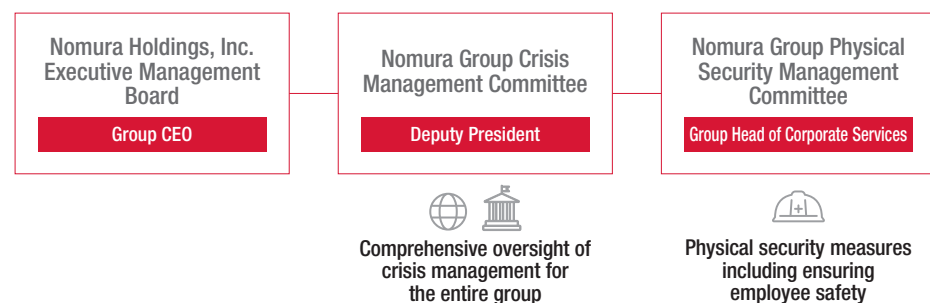 Nomura Holdings, Inc.
Executive Management
Board
Group CEO
Nomura Group Crisis
Management Committee
Deputy President
Nomura Group Physical
Security Management
Committee
Group Head of Corporate Services
Comprehensive oversight of
crisis management for
the entire group
Physical security measures
including ensuring
employee safety